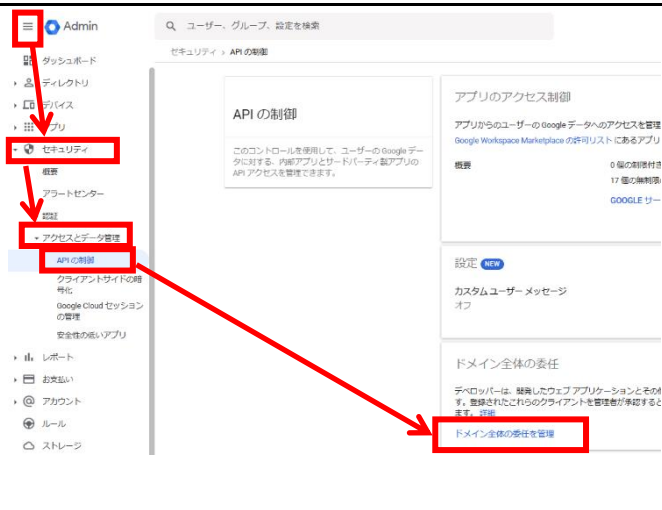 Admin
ユーザー、グループ、設定を検索
セキュリティ > API の制御
ダッシュボード
ディレクトリ
デバイス
プリ
セキュリティ
概要
アラートセンター
認証
アクセスとデータ管理
API の制御
クライアントサイドの暗
号化
Google Cloud セッション
の管理
安全性の低いアプリ
レポート
お支払い
アカウント
ルール
ストレージ
API の制御
このコントロールを使用して、ユーザーの Google デー
タに対する、内部アプリとサードパーティ製アプリの
API アクセスを管理できます。
アプリのアクセス制御
アプリからのユーザーの Google データへのアクセスを管理
Google Workspace Marketplace の許可リスト にあるアプリ
概要
0 個の制限付き
17 個の無制限
GOOGLE サー
設定 NEW
カスタム ユーザー メッセージ
オフ
ドメイン全体の委任
デベロッパーは、開発したウェブ アプリケーションとその他
す。登録されたこれらのクライアントを管理者が承認すると
ます。 詳細
ドメイン全体の委任を管理